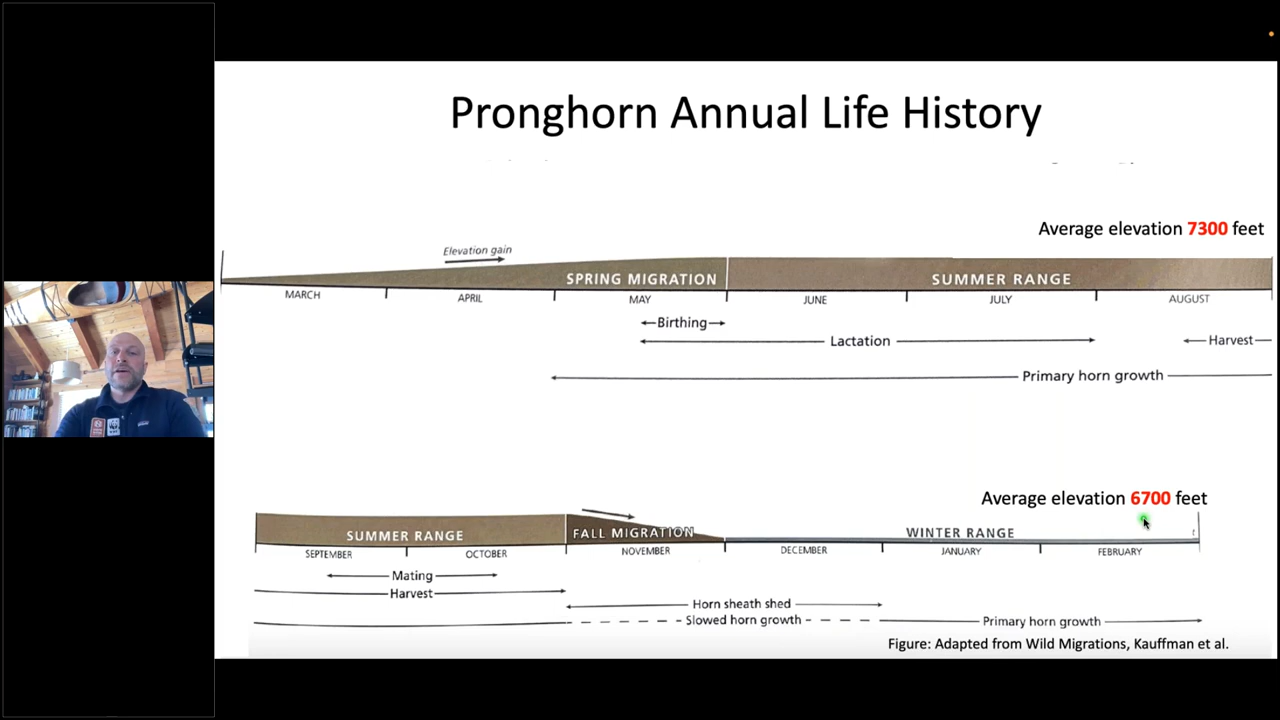 Pronghorn Annual Life History
Average elevation 7300 feet
Elevation gain
SPRING MIGRATION SUMMER RANGE
MARCH APRIL MAY JUNE JULY AUGUST
Birthing
Lactation Harvest
Primary horn growth
Average elevation 6700 feet
SUMMER RANGE FALL MIGRATION WINTER RANGE
SEPTEMBER OCTOBER NOVEMBER DECEMBER JANUARY FEBRUARY
Mating
Harvest
Horn sheath shed
Slowed horn growth Primary horn growth
Figure: Adapted from Wild Migrations, Kauffman et al.